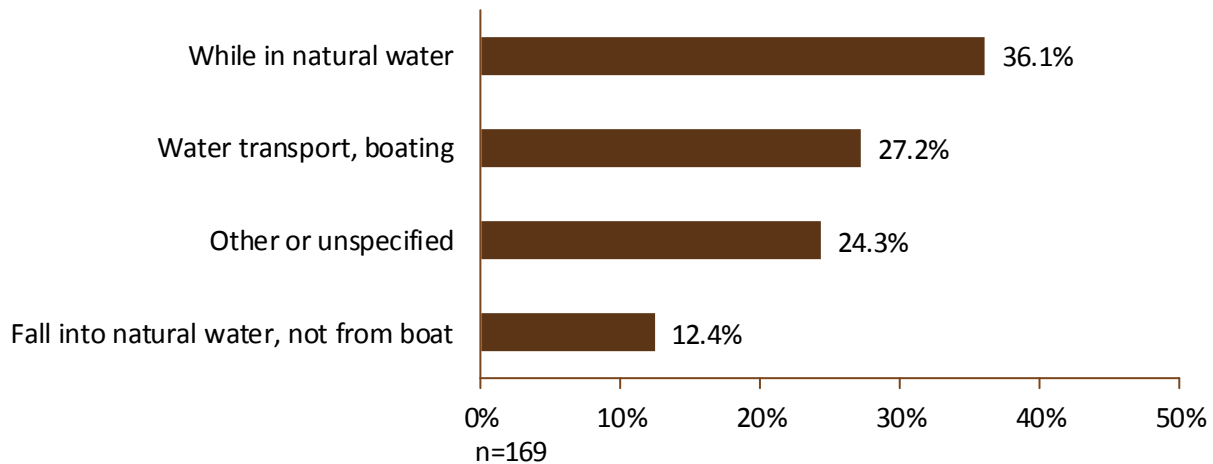 While in natural water
36.1%
Water transport, boating
27.2%
Other or unspecified
24.3%
Fall into natural water, not from boat
12.4%
0% 10% 20% 30% 40% 50%
n=169